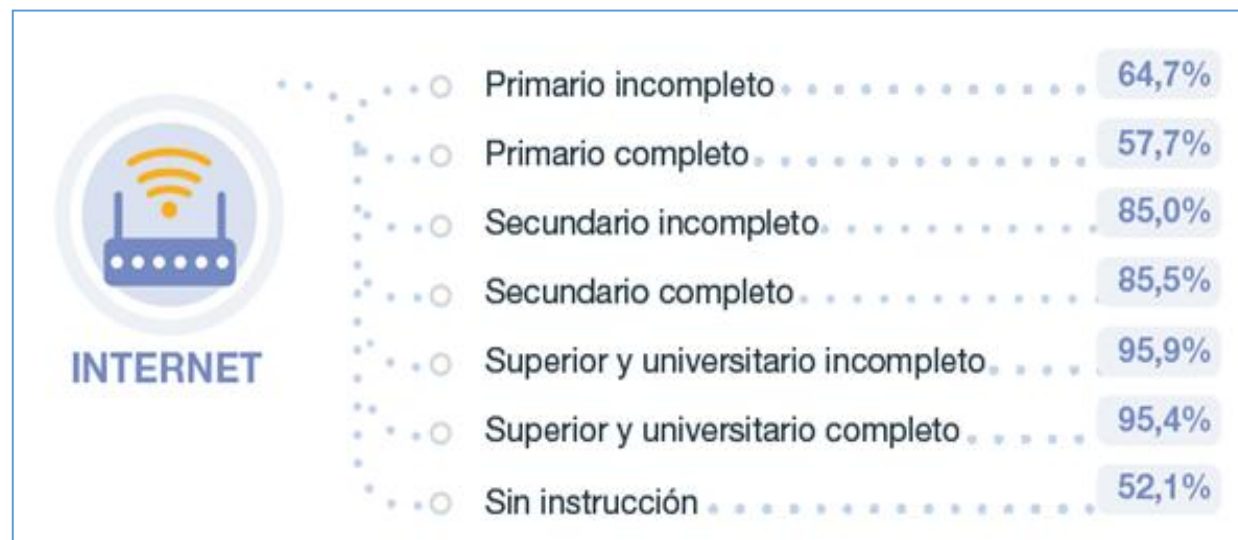 Primario incompleto 64,7%
Primario completo 57,7%
Secundario incompleto 85,0%
Secundario completo 85,5%
Superior y universitario incompleto 95,9%
Superior y universitario completo 95,4%
Sin instrucción 52,1%
INTERNET